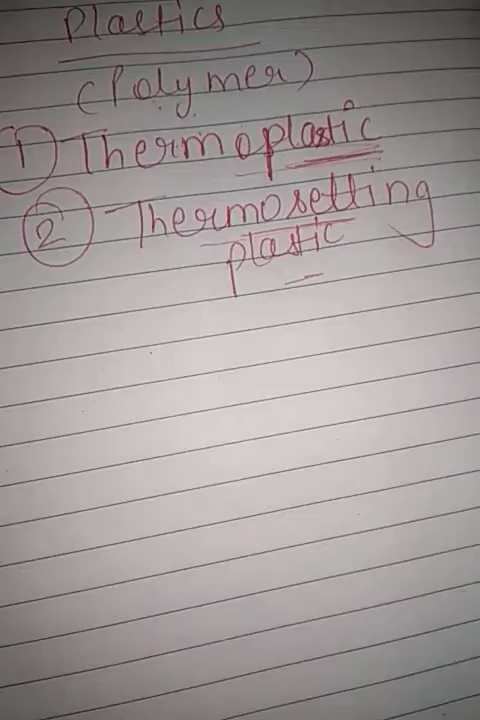 Plastics
(Polymer)
1 Thermoplastic
2 Thermosetting
plastic